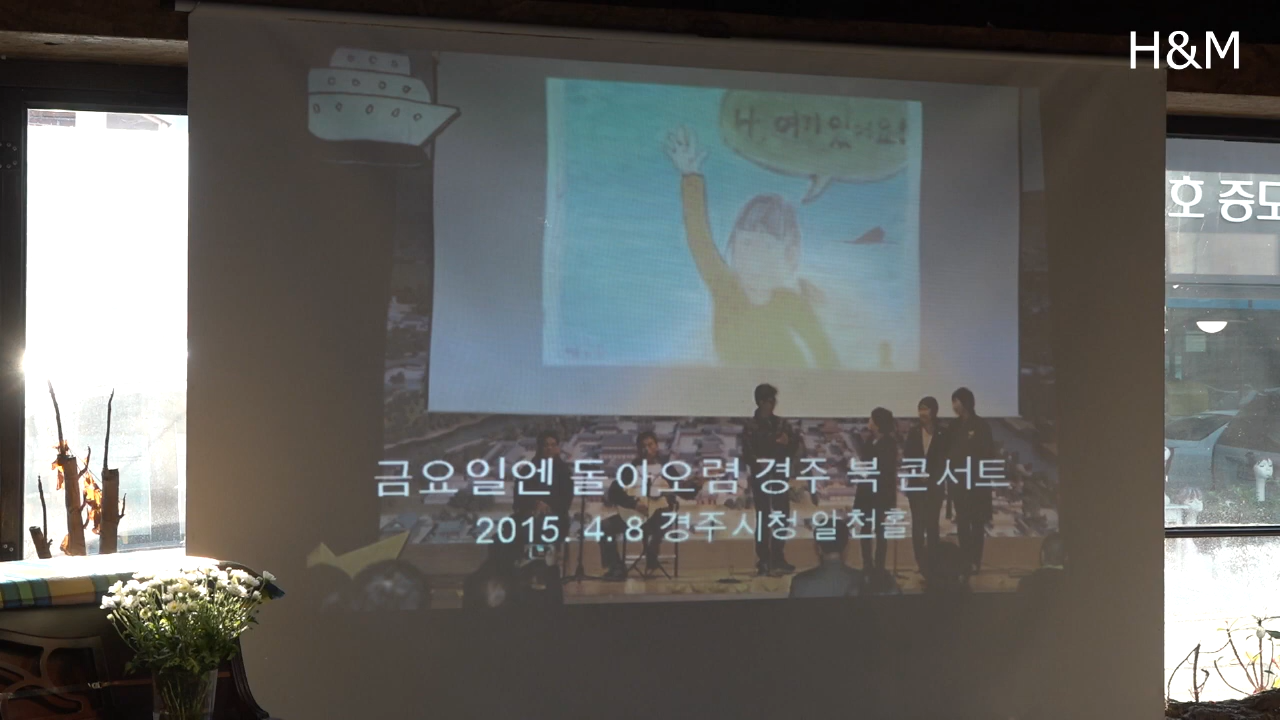 H&M
나, 여기 있어요!
호 증모
금요일엔 돌아오렴 경주 북 콘서트
2015. 4. 8 경주시청 알천홀